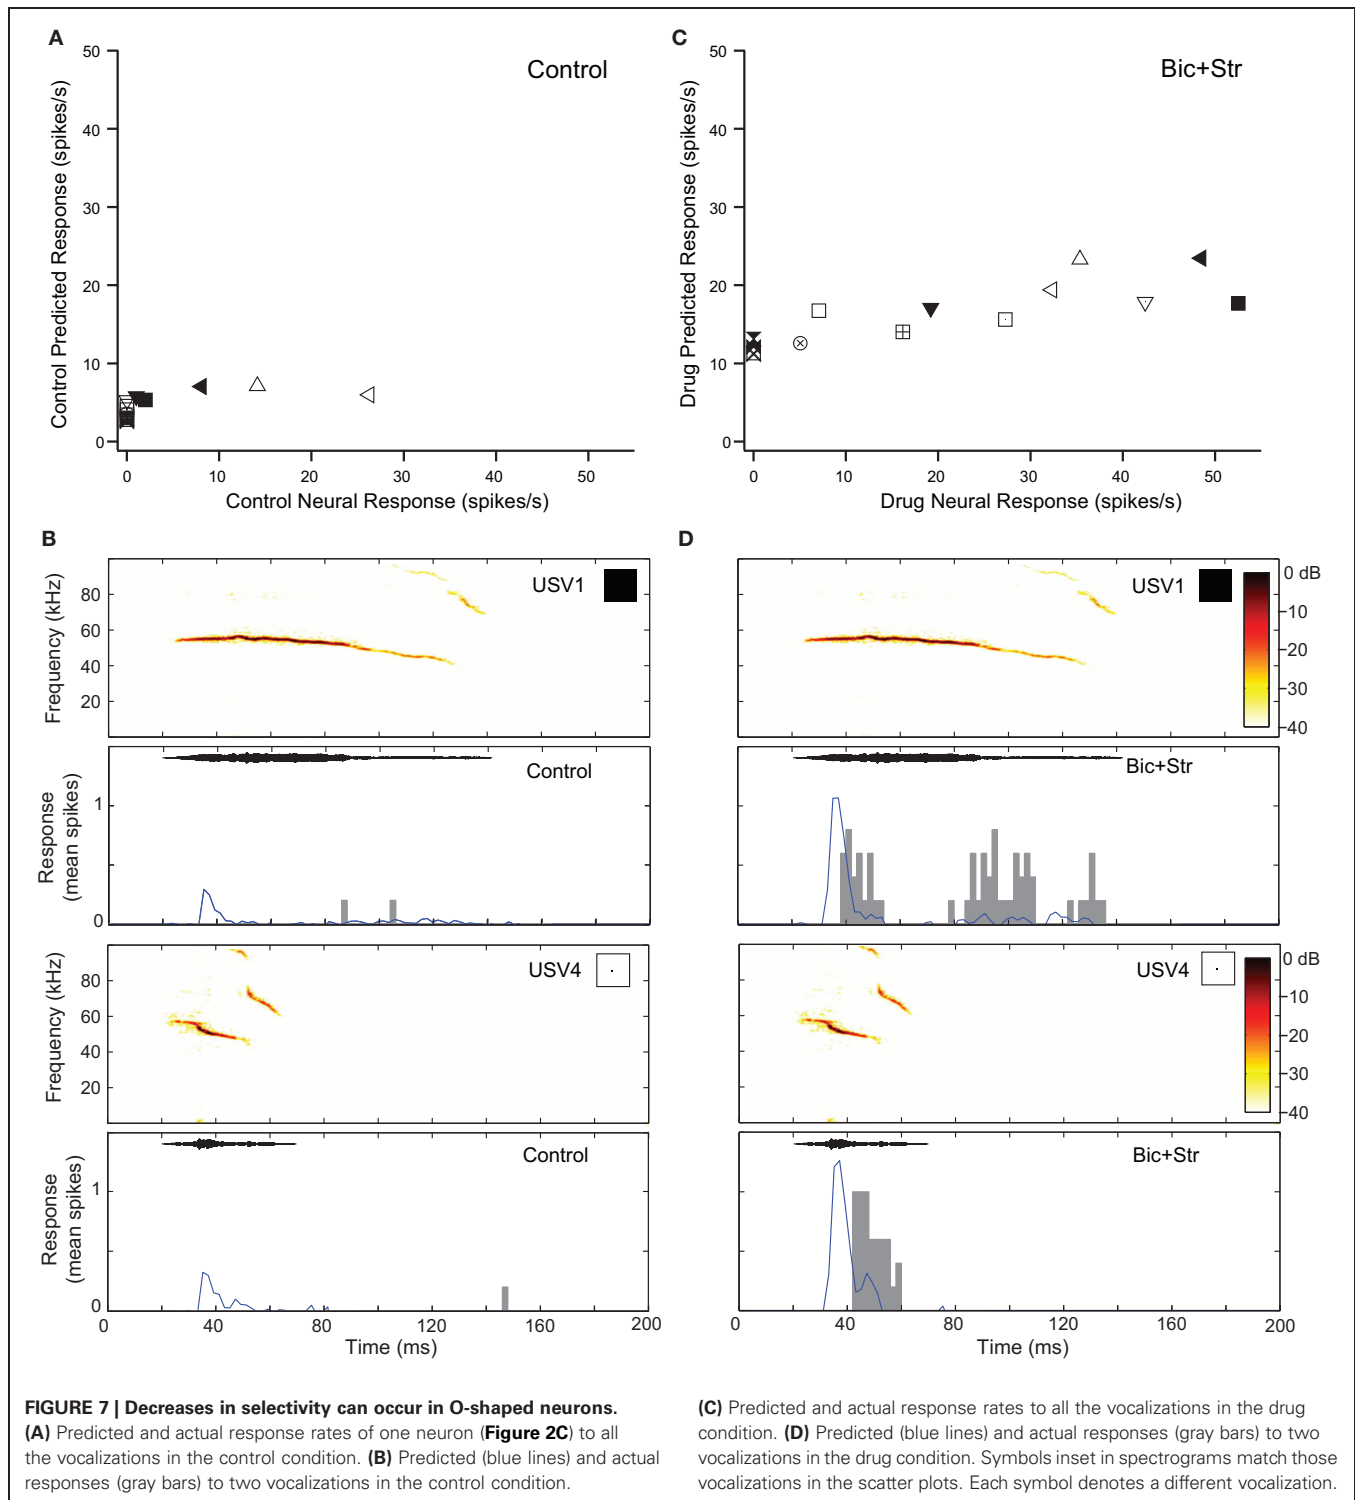 A
Control
Control Predicted Response (spikes/s)
50
40
30
20
10
0
0 10 20 30 40 50
Control Neural Response (spikes/s)
C
Bic+Str
Drug Predicted Response (spikes/s)
50
40
30
20
10
0
0 10 20 30 40 50
Drug Neural Response (spikes/s)
B
USV1
Frequency (kHz)
80
60
40
20
Control
Response
(mean spikes)
1
0
USV4
Frequency (kHz)
80
60
40
20
Control
Response
(mean spikes)
1
0
0 40 80 120 160 200
Time (ms)
D
USV1
0 dB
−10
−20
−30
−40
Bic+Str
USV4
0 dB
−10
−20
−30
−40
Bic+Str
0 40 80 120 160 200
Time (ms)
FIGURE 7 | Decreases in selectivity can occur in O-shaped neurons.
(A) Predicted and actual response rates of one neuron (Figure 2C) to all
the vocalizations in the control condition. (B) Predicted (blue lines) and actual
responses (gray bars) to two vocalizations in the control condition.
(C) Predicted and actual response rates to all the vocalizations in the drug
condition. (D) Predicted (blue lines) and actual responses (gray bars) to two
vocalizations in the drug condition. Symbols inset in spectrograms match those
vocalizations in the scatter plots. Each symbol denotes a different vocalization.